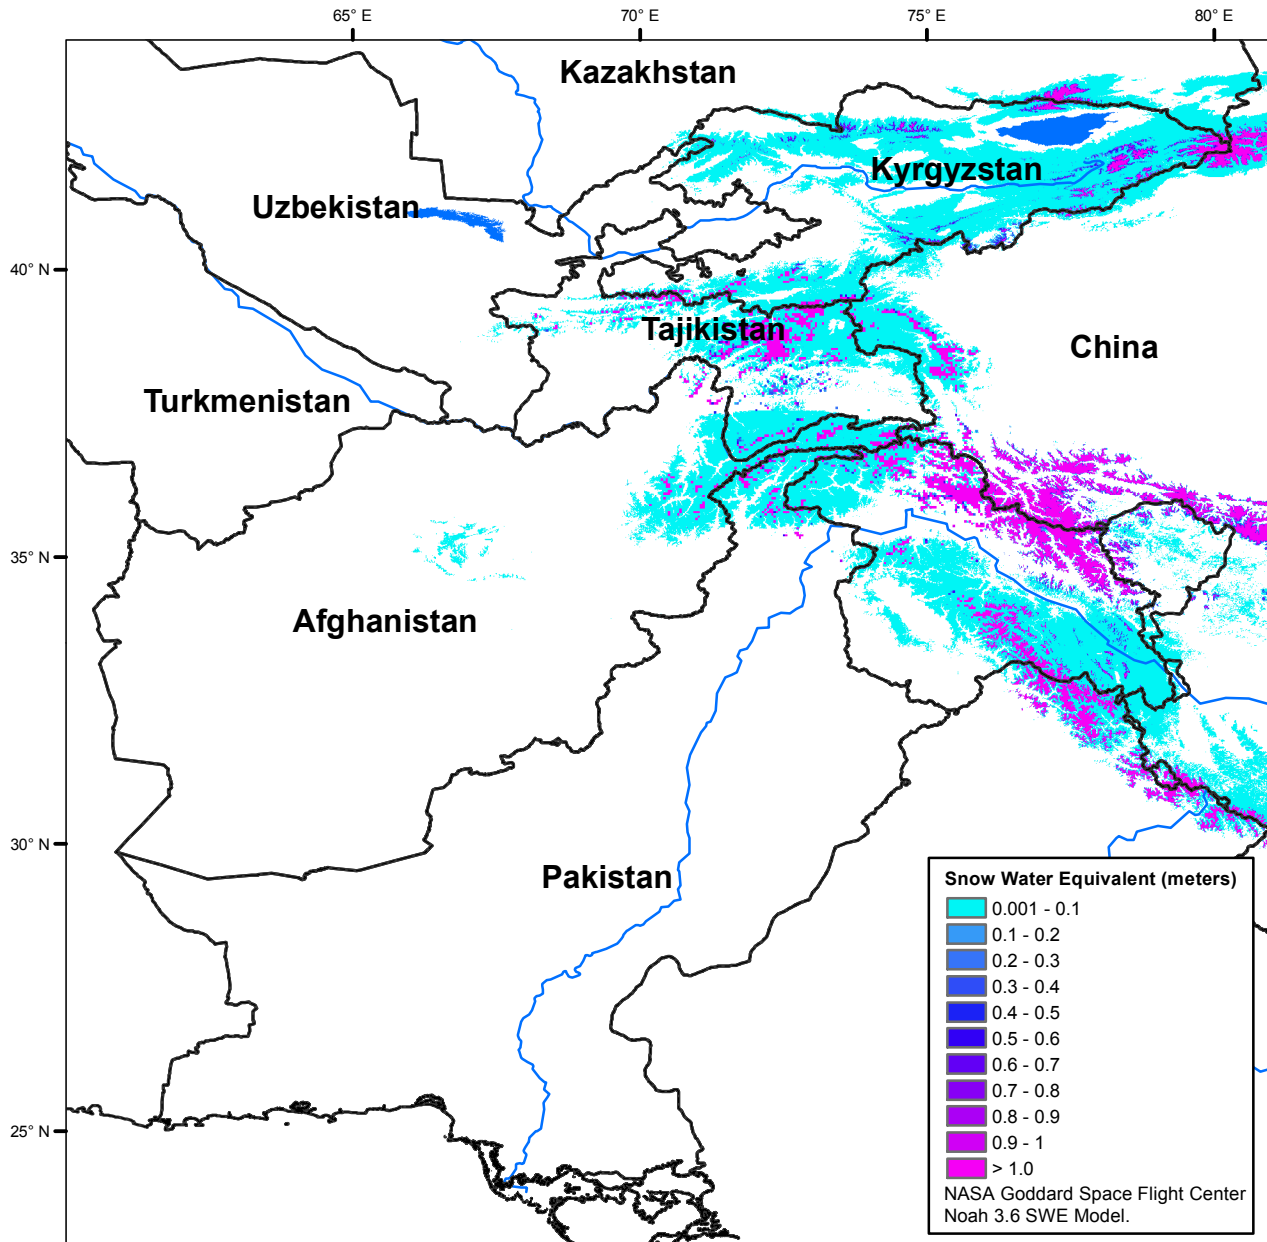 65° E
70° E
75° E
80° E
Kazakhstan
Kyrgyzstan
Uzbekistan
40° N
Tajikistan
China
Turkmenistan
35° N
Afghanistan
30° N
Pakistan
25° N
Snow Water Equivalent (meters)
0.001 - 0.1
0.1 - 0.2
0.2 - 0.3
0.3 - 0.4
0.4 - 0.5
0.5 - 0.6
0.6 - 0.7
0.7 - 0.8
0.8 - 0.9
0.9 - 1
> 1.0
NASA Goddard Space Flight Center
Noah 3.6 SWE Model.